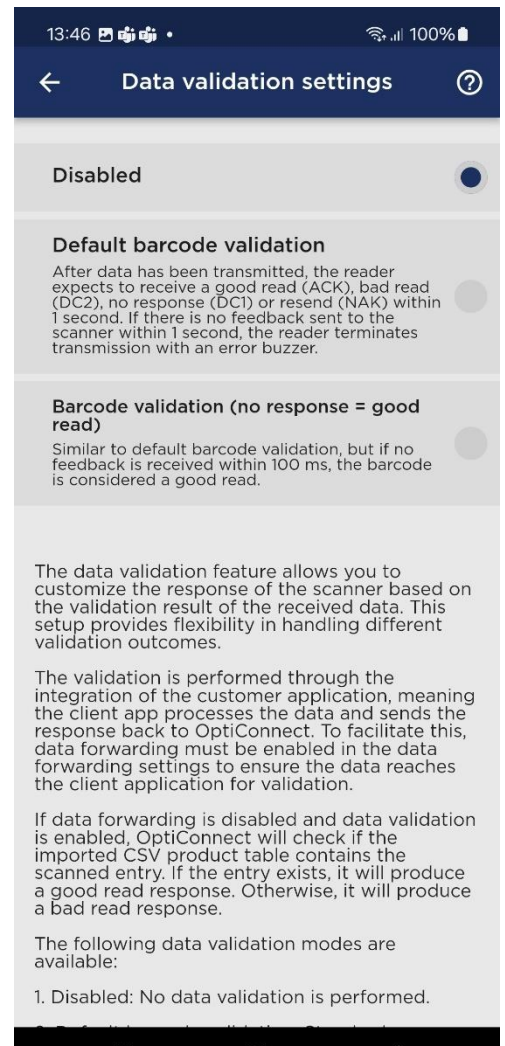 13:46
100%
Data validation settings
Disabled
Default barcode validation
After data has been transmitted, the reader
expects to receive a good read (ACK), bad read
(DC2), no response (DC1) or resend (NAK) within
1 second. If there is no feedback sent to the
scanner within 1 second, the reader terminates
transmission with an error buzzer.
Barcode validation (no response = good
read)
Similar to default barcode validation, but if no
feedback is received within 100 ms, the barcode
is considered a good read.
The data validation feature allows you to
customize the response of the scanner based on
the validation result of the received data. This
setup provides flexibility in handling different
validation outcomes.
The validation is performed through the
integration of the customer application, meaning
the client app processes the data and sends the
response back to OptiConnect. To facilitate this,
data forwarding must be enabled in the data
forwarding settings to ensure the data reaches
the client application for validation.
If data forwarding is disabled and data validation
is enabled, OptiConnect will check if the
imported CSV product table contains the
scanned entry. If the entry exists, it will produce
a good read response. Otherwise, it will produce
a bad read response.
The following data validation modes are
available:
1. Disabled: No data validation is performed.